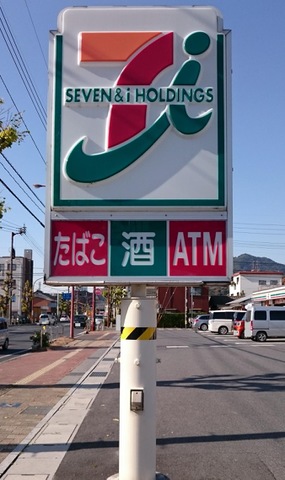 SEVEN & i HOLDINGS
たばこ 酒 ATM